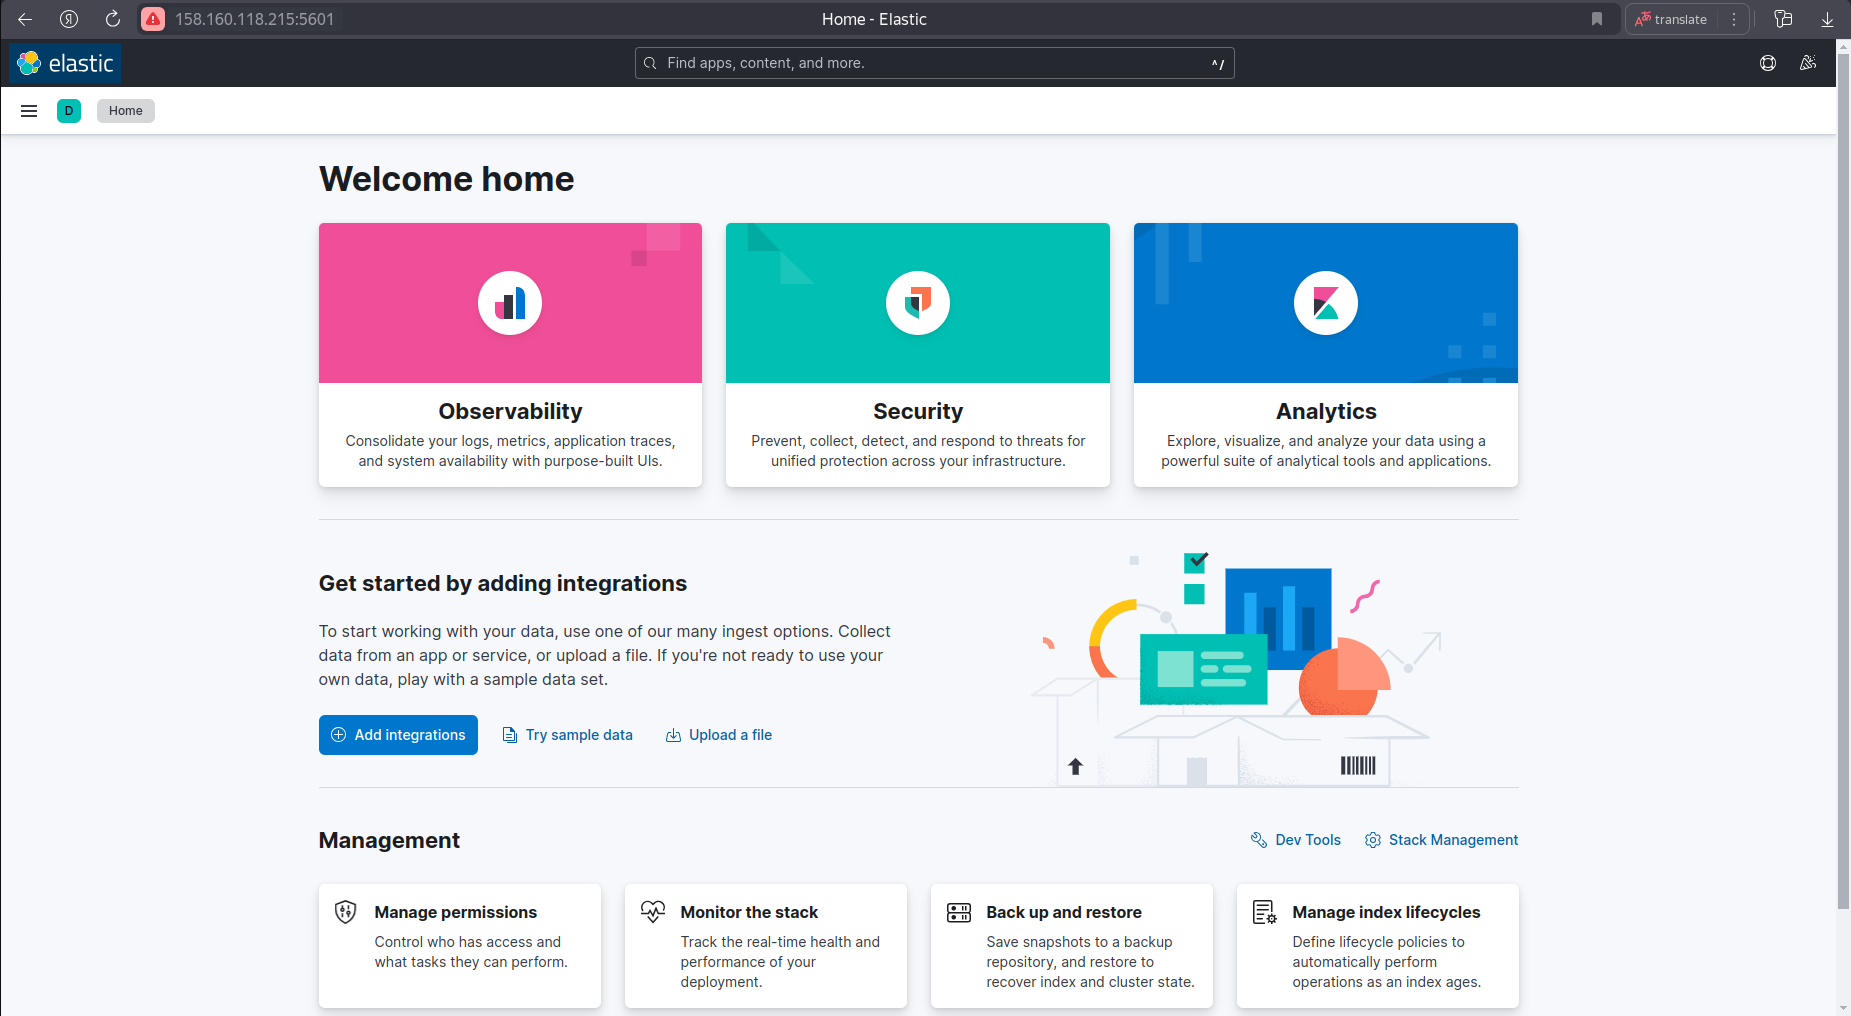 158.160.118.215:5601
Home - Elastic
translate
elastic
Find apps, content, and more.
^/
D
Home
Welcome home
Observability
Consolidate your logs, metrics, application traces,
and system availability with purpose-built UIs.
Security
Prevent, collect, detect, and respond to threats for
unified protection across your infrastructure.
Analytics
Explore, visualize, and analyze your data using a
powerful suite of analytical tools and applications.
Get started by adding integrations
To start working with your data, use one of our many ingest options. Collect
data from an app or service, or upload a file. If you're not ready to use your
own data, play with a sample data set.
Add integrations
Try sample data
Upload a file
Management
Dev Tools
Stack Management
Manage permissions
Control who has access and
what tasks they can perform.
Monitor the stack
Track the real-time health and
performance of your
deployment.
Back up and restore
Save snapshots to a backup
repository, and restore to
recover index and cluster state.
Manage index lifecycles
Define lifecycle policies to
automatically perform
operations as an index ages.